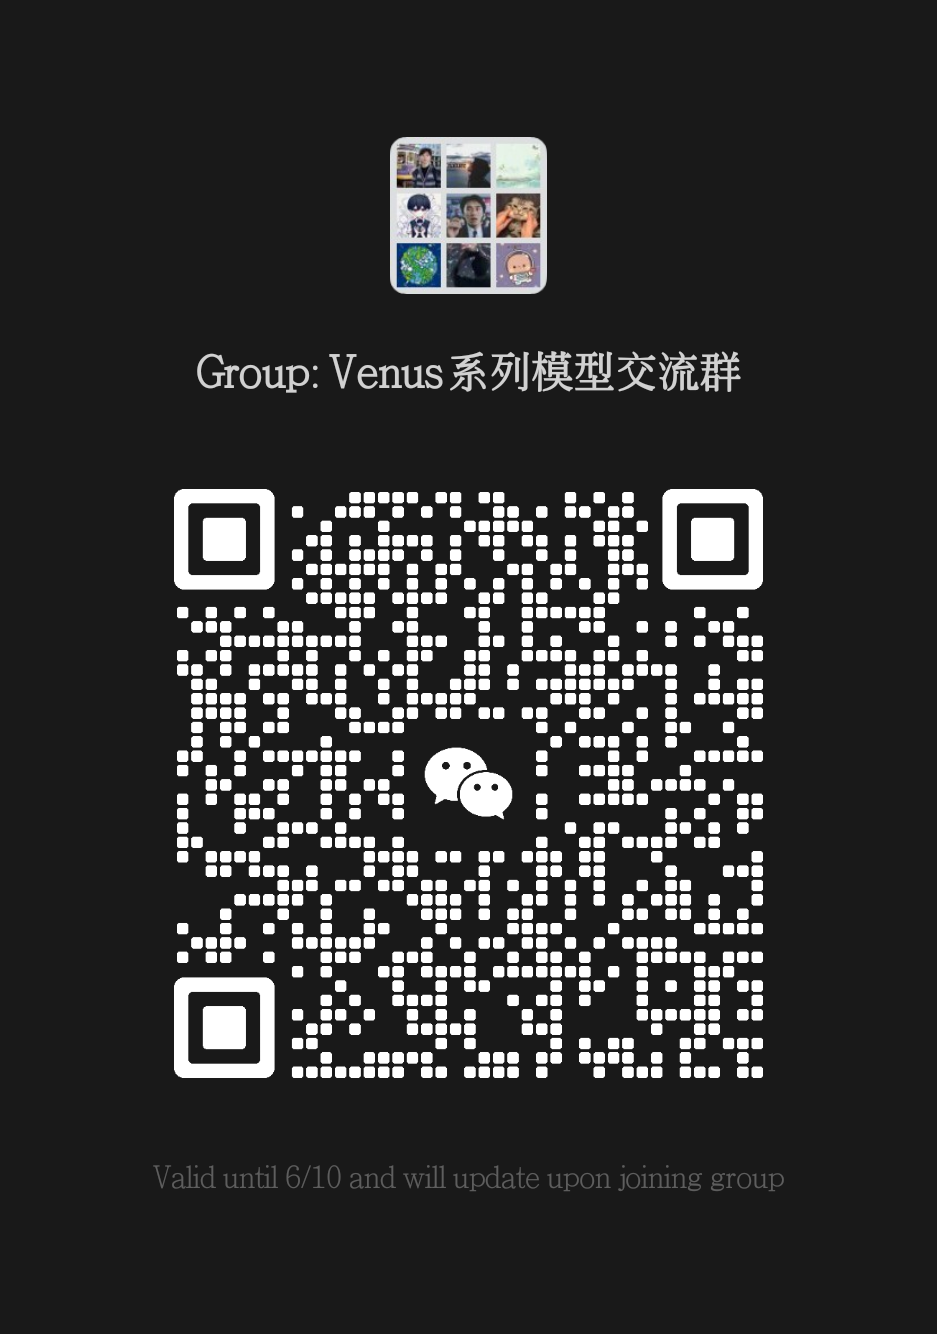 Group: Venus系列模型交流群
Valid until 6/10 and will update upon joining group